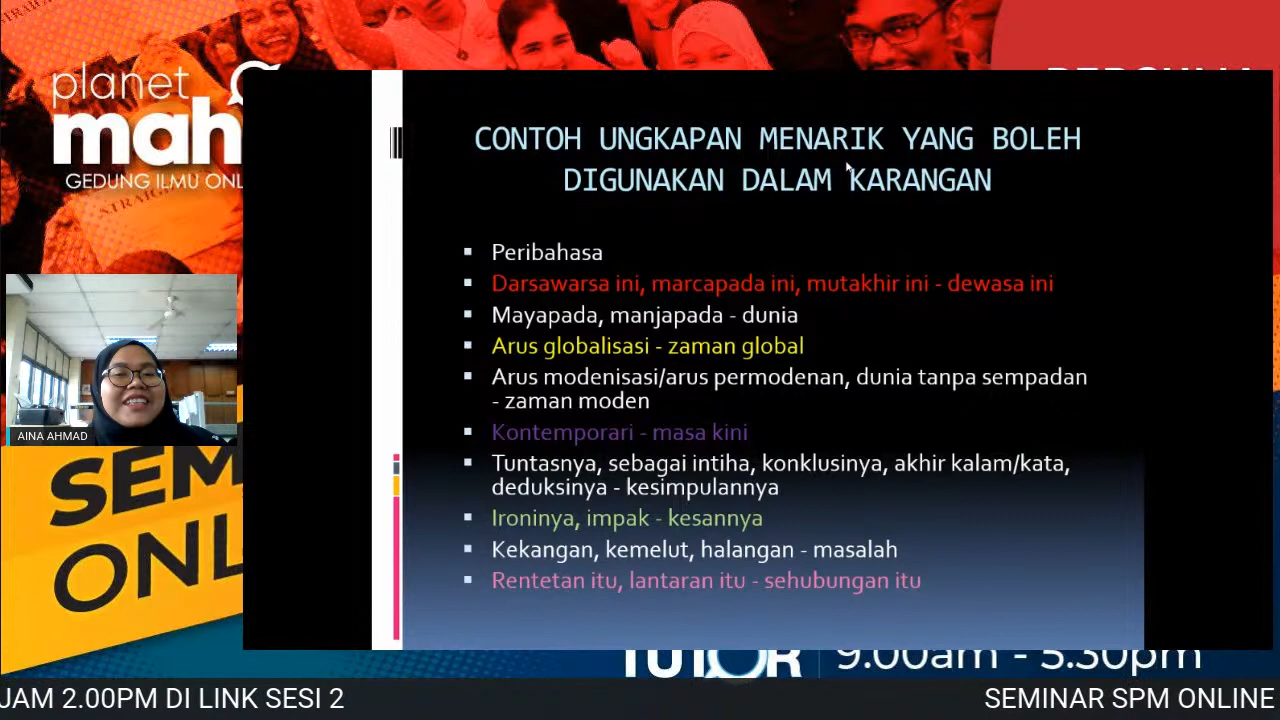 planet
mah
GEDUNG ILMU ONL
STRAIG
CONTOH UNGKAPAN MENARIK YANG BOLEH
DIGUNAKAN DALAM KARANGAN
Peribahasa
Darsawarsa ini, marcapada ini, mutakhir ini - dewasa ini
Mayapada, manjapada - dunia
Arus globalisasi - zaman global
Arus modenisasi/arus permodenan, dunia tanpa sempadan
- zaman moden
Kontemporari - masa kini
Tuntasnya, sebagai intiha, konklusinya, akhir kalam/kata,
deduksinya - kesimpulannya
Ironinya, impak - kesannya
Kekangan, kemelut, halangan - masalah
Rentetan itu, lantaran itu - sehubungan itu
AINA AHMAD
SEM
ONL
TUTOR
9.00am - 5.30pm
JAM 2.00PM DI LINK SESI 2
SEMINAR SPM ONLINE